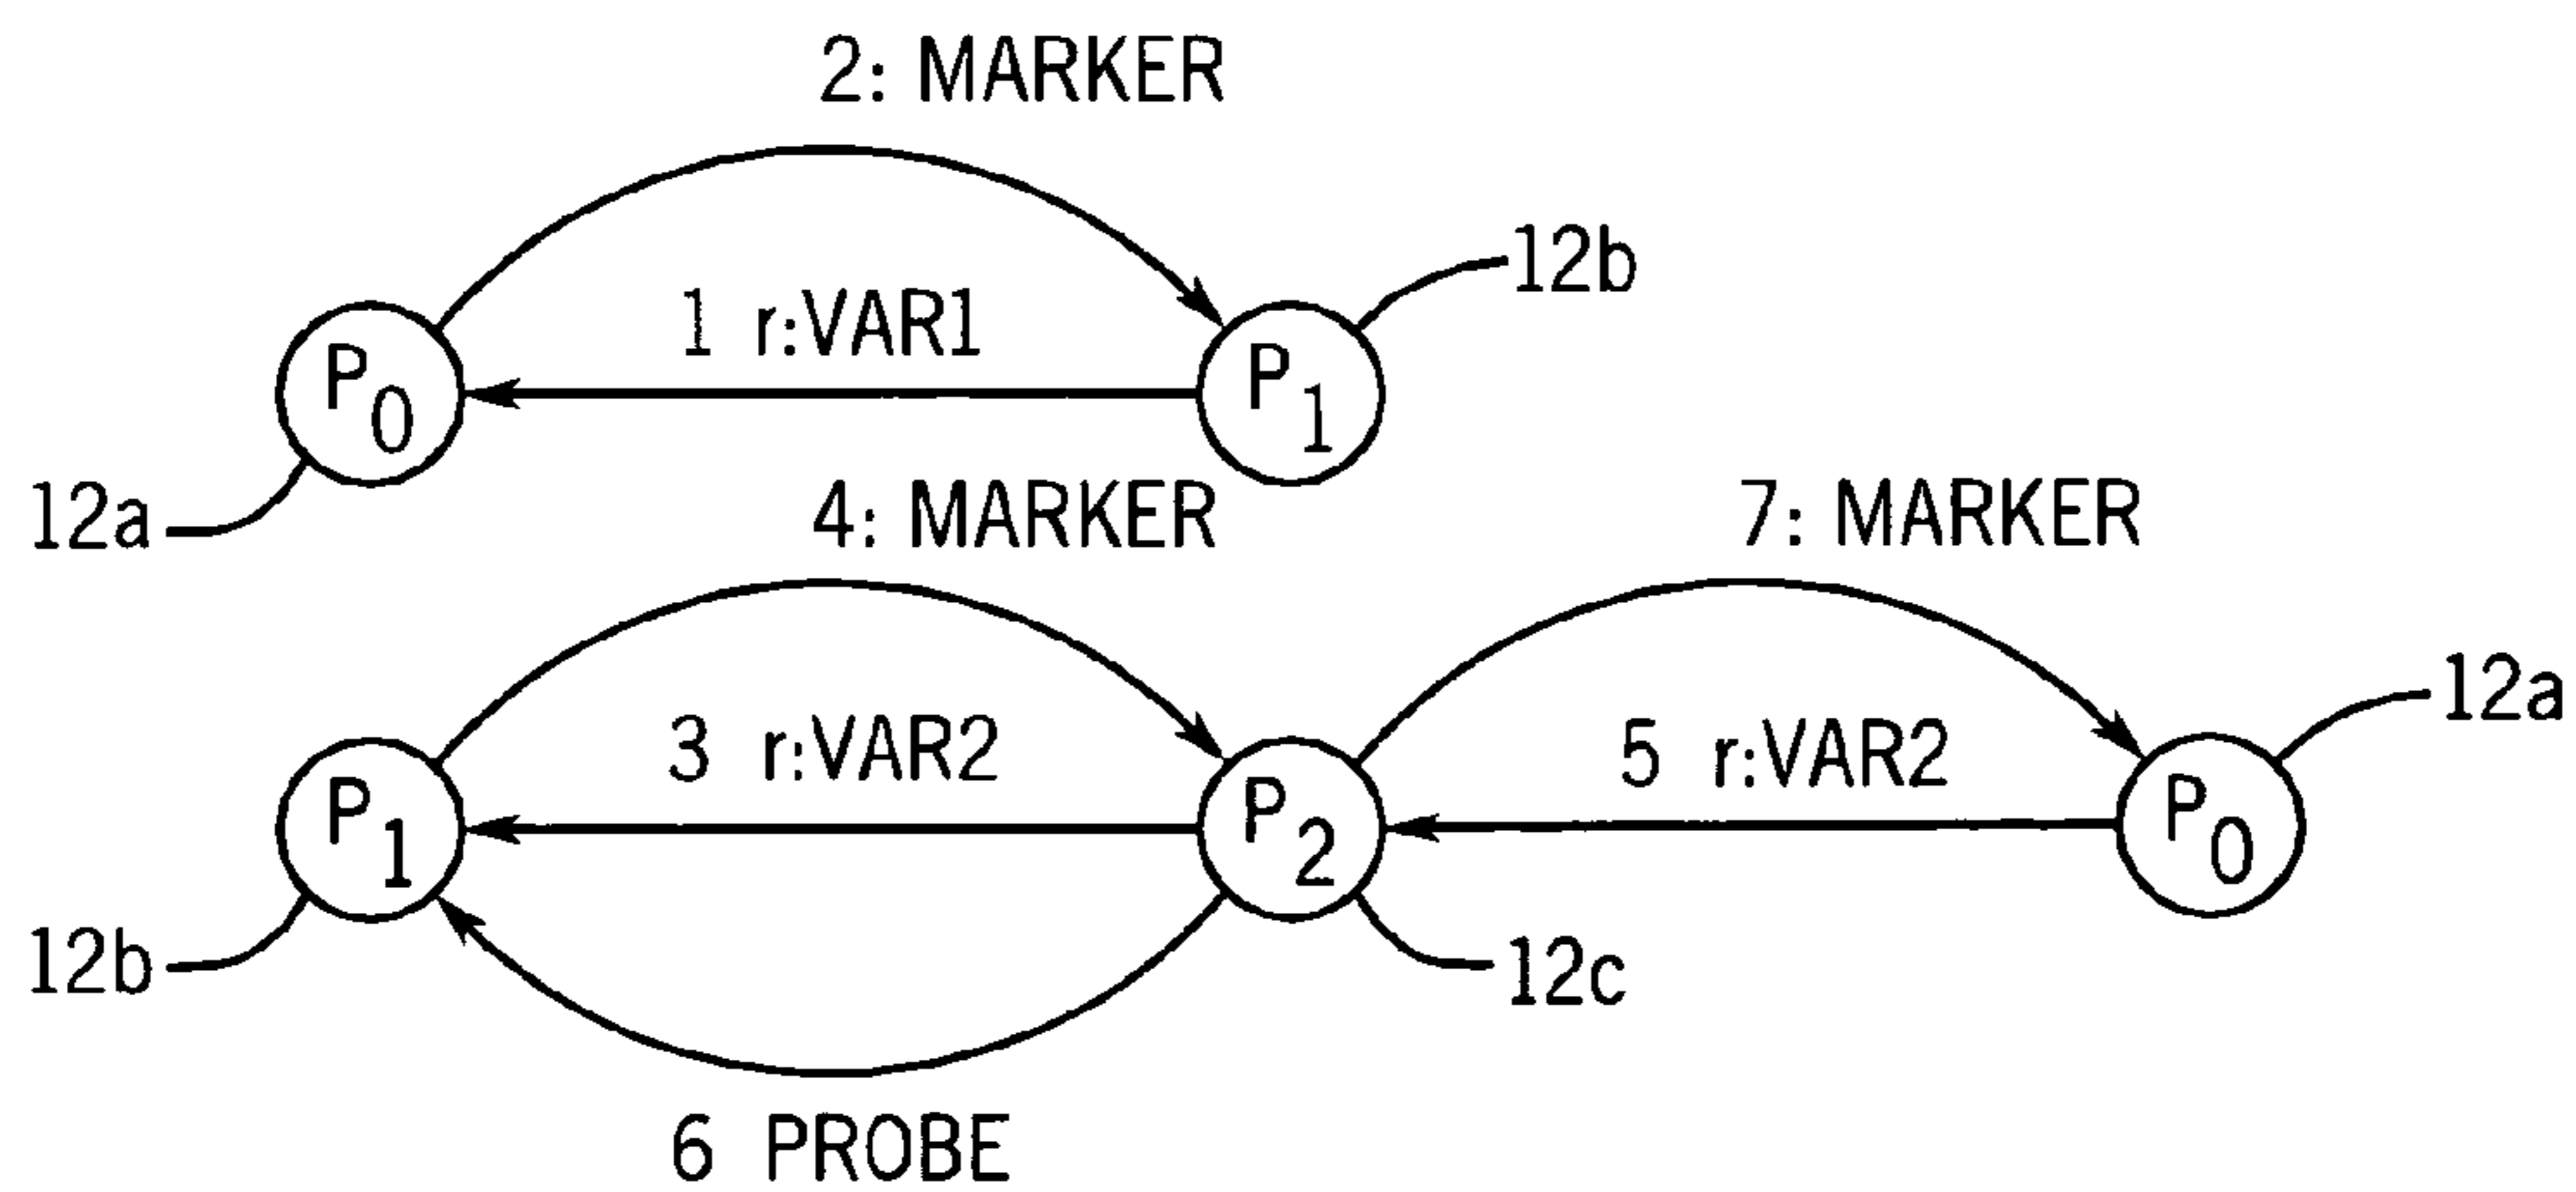 2: MARKER
12b
1 r:VAR1
P0
P1
12a
4: MARKER
7: MARKER
12a
3 r:VAR2
5 r:VAR2
P1
P2
P0
12b
12c
6 PROBE